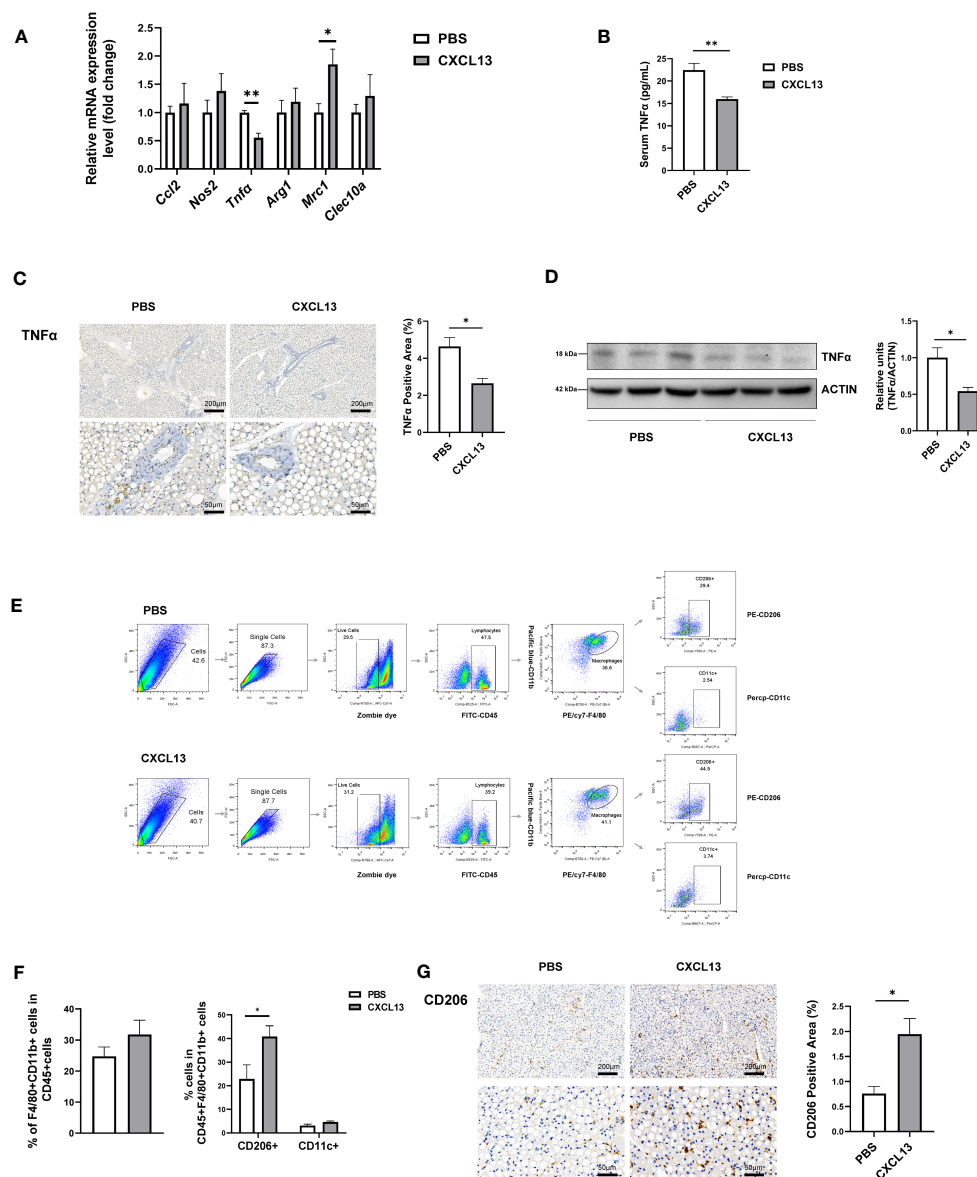 A
Relative mRNA expression
level (fold change)
2.5
2.0
1.5
1.0
0.5
0.0
**
*
Ccl2
Nos2
Tnfα
Arg1
Mrc1
Clec10a
PBS
CXCL13
B
Serum TNFα (pg/mL)
25
20
15
10
5
0
**
PBS
CXCL13
PBS
CXCL13
C
PBS
CXCL13
TNFα
200μm
200μm
50μm
50μm
TNFα Positive Area (%)
6
4
2
0
*
PBS
CXCL13
D
18 kDa
TNFα
42 kDa
ACTIN
PBS
CXCL13
Relative units
(TNFα/ACTIN)
1.5
1.0
0.5
0.0
*
PBS
CXCL13
E
PBS
Cells
42.6
FSC-A
Single Cells
87.3
FSC-A
Live Cells
29.5
Zombie dye
Lymphocytes
47.5
FITC-CD45
Pacific blue-CD11b
Macrophages
36.8
PE/cy7-F4/80
CD206+
29.4
PE-CD206
CD11c+
2.54
Percp-CD11c
CXCL13
Cells
40.7
FSC-A
Single Cells
87.7
FSC-A
Live Cells
31.2
Zombie dye
Lymphocytes
39.2
FITC-CD45
Pacific blue-CD11b
Macrophages
41.1
PE/cy7-F4/80
CD206+
44.5
PE-CD206
CD11c+
3.74
Percp-CD11c
F
% of F4/80+CD11b+ cells in
CD45+cells
40
30
20
10
0
% cells in
CD45+F4/80+CD11b+ cells
50
40
30
20
10
0
*
CD206+
CD11c+
PBS
CXCL13
G
PBS
CXCL13
CD206
200μm
200μm
50μm
50μm
CD206 Positive Area (%)
2.5
2.0
1.5
1.0
0.5
0.0
*
PBS
CXCL13